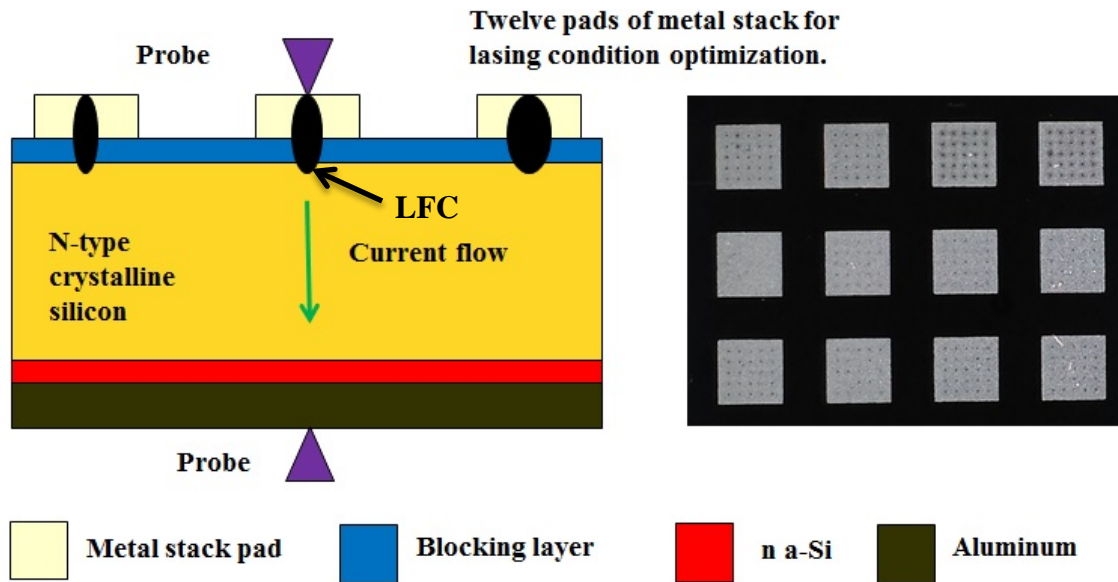 Twelve pads of metal stack for
lasing condition optimization.
Probe
LFC
N-type
crystalline
silicon
Current flow
Probe
Metal stack pad
Blocking layer
n a-Si
Aluminum